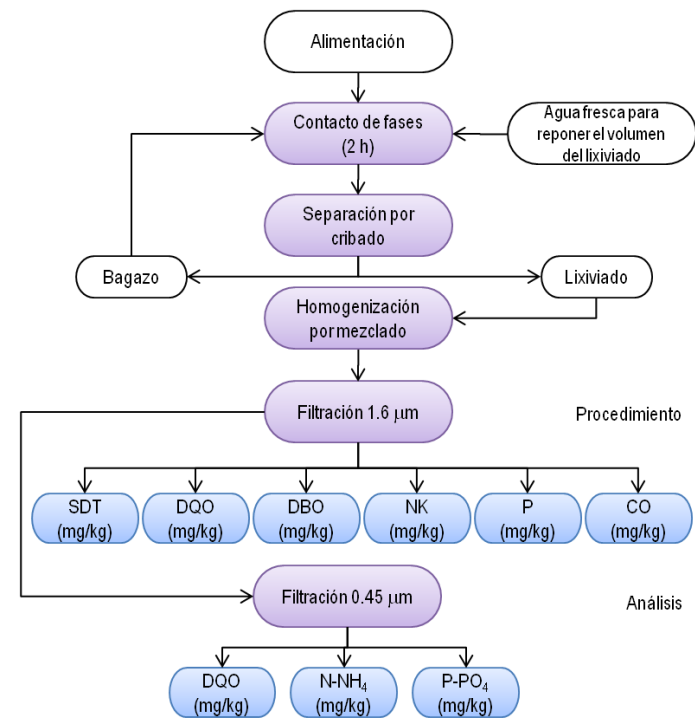 Alimentación
Contacto de fases
(2 h)
Agua fresca para
reponer el volumen
del lixiviado
Separación por
cribado
Bagazo
Lixiviado
Homogenización
por mezclado
Filtración 1.6 µm
Procedimiento
SDT
(mg/kg)
DQO
(mg/kg)
DBO
(mg/kg)
NK
(mg/kg)
P
(mg/kg)
CO
(mg/kg)
Filtración 0.45 µm
Análisis
DQO
(mg/kg)
N-NH₄
(mg/kg)
P-PO₄
(mg/kg)